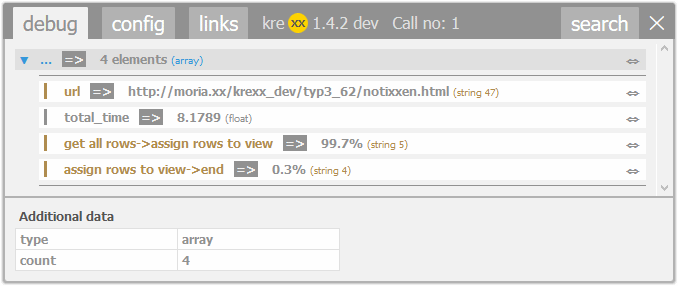 debug config links kre xx 1.4.2 dev Call no: 1 search
... => 4 elements (array)
url => http://moria.xx/krexx_dev/typ3_62/notixxen.html (string 47)
total_time => 8.1789 (float)
get all rows->assign rows to view => 99.7% (string 5)
assign rows to view->end => 0.3% (string 4)
Additional data
type array
count 4